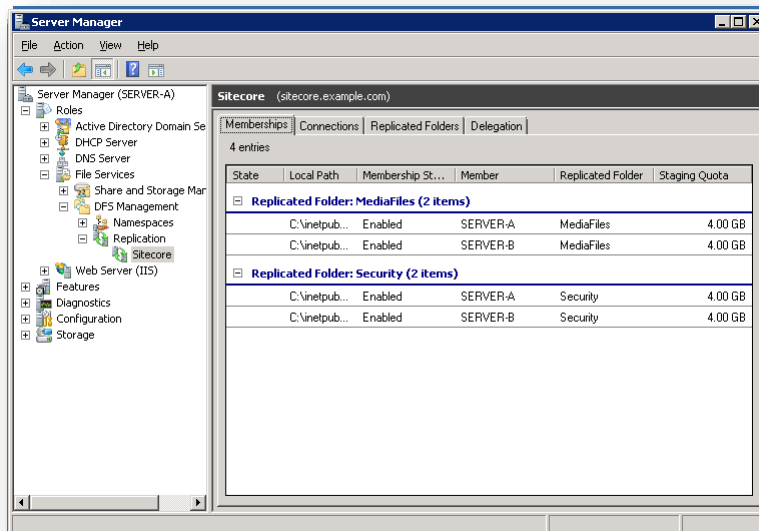 Server Manager
File Action View Help
Server Manager (SERVER-A)
Roles
Active Directory Domain Se
DHCP Server
DNS Server
File Services
Share and Storage Mar
DFS Management
Namespaces
Replication
Sitecore
Web Server (IIS)
Features
Diagnostics
Configuration
Storage
Sitecore (sitecore.example.com)
Memberships Connections Replicated Folders Delegation
4 entries
State Local Path Membership St... Member Replicated Folder Staging Quota
Replicated Folder: MediaFiles (2 items)
C:\inetpub... Enabled SERVER-A MediaFiles 4.00 GB
C:\inetpub... Enabled SERVER-B MediaFiles 4.00 GB
Replicated Folder: Security (2 items)
C:\inetpub... Enabled SERVER-A Security 4.00 GB
C:\inetpub... Enabled SERVER-B Security 4.00 GB